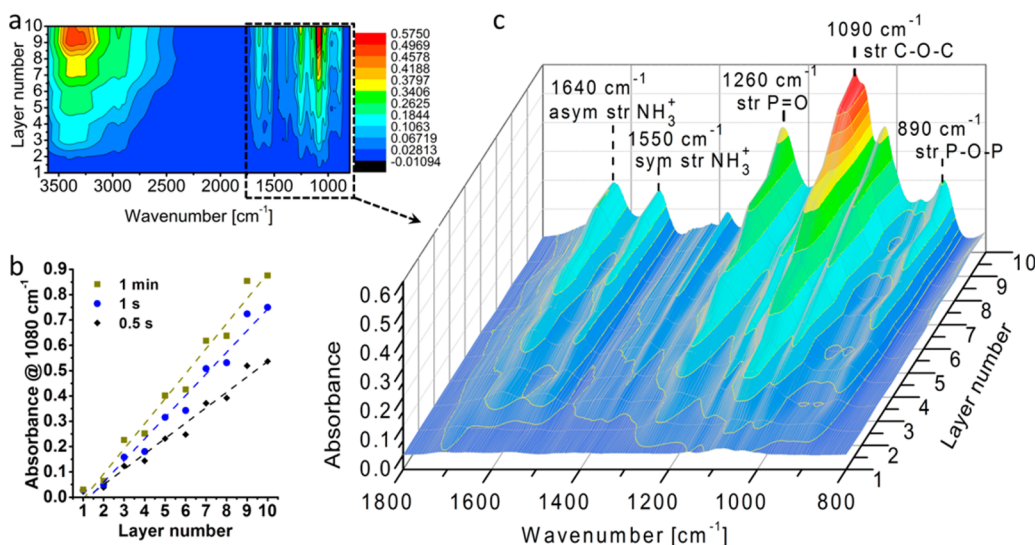 a
Layer number
10
9
8
7
6
5
4
3
2
1
3500 3000 2500 2000 1500 1000
Wavenumber [cm-1]
0.5750
0.4969
0.4578
0.4188
0.3797
0.3406
0.2625
0.1844
0.1063
0.06719
0.02813
-0.01094
b
Absorbance @ 1080 cm-1
0.9
0.8
0.7
0.6
0.5
0.4
0.3
0.2
0.1
0.0
1 min
1 s
0.5 s
1 2 3 4 5 6 7 8 9 10
Layer number
c
1640 cm-1
asym str NH3+
1550 cm-1
sym str NH3+
1260 cm-1
str P=O
1090 cm-1
str C-O-C
890 cm-1
str P-O-P
Absorbance
0.6
0.5
0.4
0.3
0.2
0.1
0.0
1800 1600 1400 1200 1000 800
Wavenumber [cm-1]
10
9
8
7
6
5
4
3
2
1
Layer number